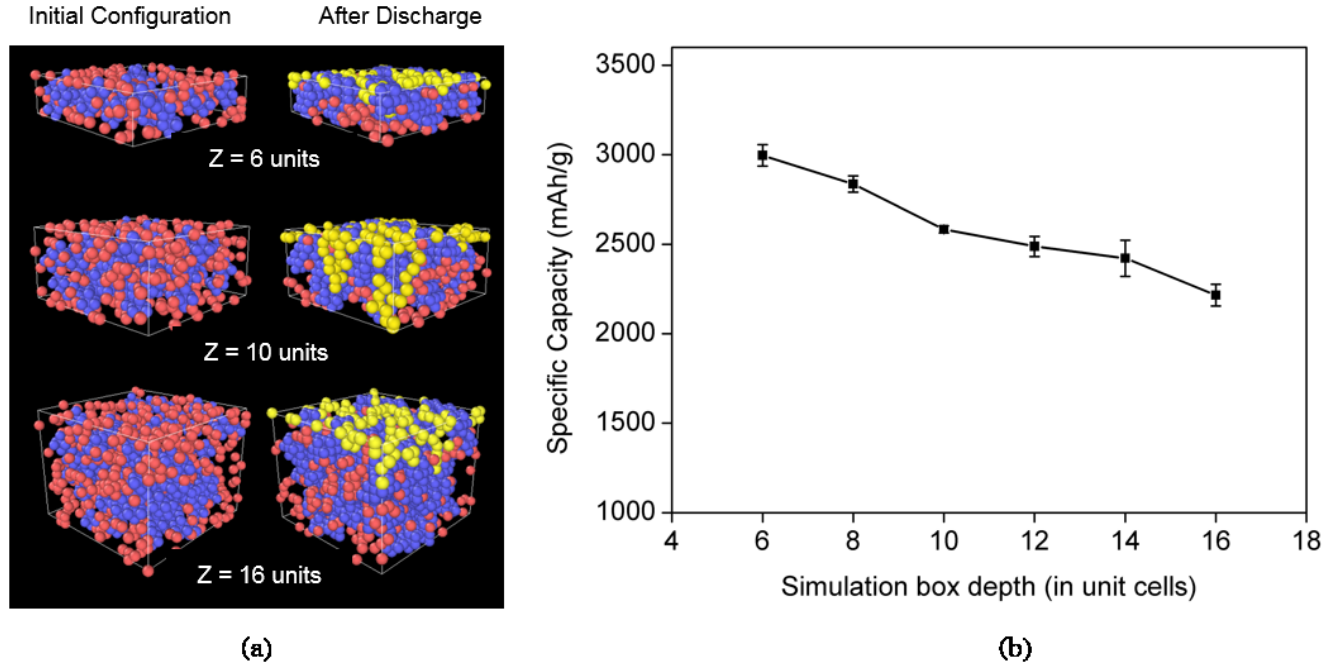 Initial Configuration
After Discharge
Z = 6 units
Z = 10 units
Z = 16 units
(a)
Specific Capacity (mAh/g)
3500
3000
2500
2000
1500
1000
4 6 8 10 12 14 16 18
Simulation box depth (in unit cells)
(b)